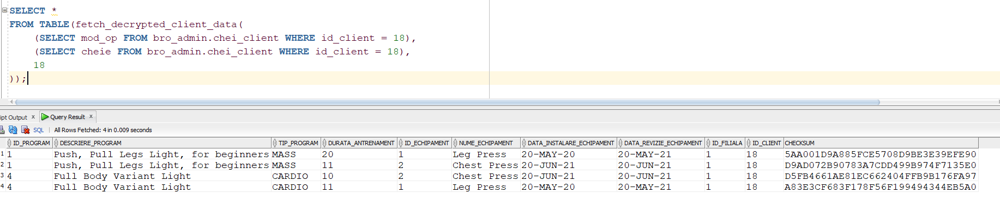 SELECT *
FROM TABLE(fetch_decrypted_client_data(
(SELECT mod_op FROM bro_admin.chei_client WHERE id_client = 18),
(SELECT cheie FROM bro_admin.chei_client WHERE id_client = 18),
18
));
ipt Output x Query Result x
SQL | All Rows Fetched: 4 in 0.009 seconds
ID_PROGRAM DESCRIERE_PROGRAM TIP_PROGRAM DURATA_ANTRENAMENT ID_ECHIPAMENT NUME_ECHIPAMENT DATA_INSTALARE_ECHIPAMENT DATA_REVIZIE_ECHIPAMENT ID_FILIALA ID_CLIENT CHECKSUM
1 1 Push, Pull Legs Light, for beginners MASS 20 1 Leg Press 20-MAY-20 20-MAY-21 1 18 5AA001D9A885FCE5708D9BE3E39EFE90
2 1 Push, Pull Legs Light, for beginners MASS 11 2 Chest Press 20-JUN-21 20-JUN-21 1 18 D9AD072B90783A7CDD499B974F7135E0
3 4 Full Body Variant Light CARDIO 10 2 Chest Press 20-JUN-21 20-JUN-21 1 18 D5FB4661AE81EC662404FFB9B176FA97
4 4 Full Body Variant Light CARDIO 11 1 Leg Press 20-MAY-20 20-MAY-21 1 18 A83E3CF683F178F56F199494344EB5A0